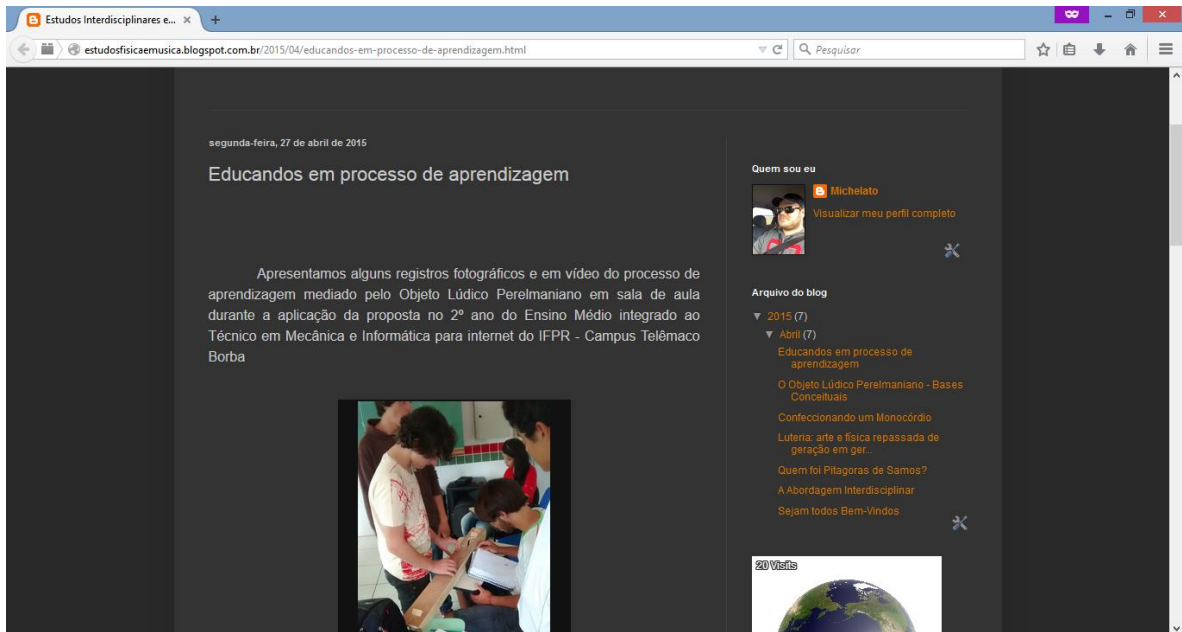 Estudos Interdisciplinares e...
estudosfisicaemusica.blogspot.com.br/2015/04/educandos-em-processo-de-aprendizagem.html
Pesquisar
segunda-feira, 27 de abril de 2015
Educandos em processo de aprendizagem
Apresentamos alguns registros fotográficos e em vídeo do processo de
aprendizagem mediado pelo Objeto Lúdico Perelmaniano em sala de aula
durante a aplicação da proposta no 2º ano do Ensino Médio integrado ao
Técnico em Mecânica e Informática para internet do IFPR - Campus Telêmaco
Borba
Quem sou eu
Michelato
Visualizar meu perfil completo
Arquivo do blog
▼ 2015 (7)
▼ Abril (7)
Educandos em processo de
aprendizagem
O Objeto Lúdico Perelmaniano - Bases
Conceituais
Confeccionando um Monocórdio
Luteria: arte e física repassada de
geração em ger...
Quem foi Pitagoras de Samos?
A Abordagem Interdisciplinar
Sejam todos Bem-Vindos
20 Visits